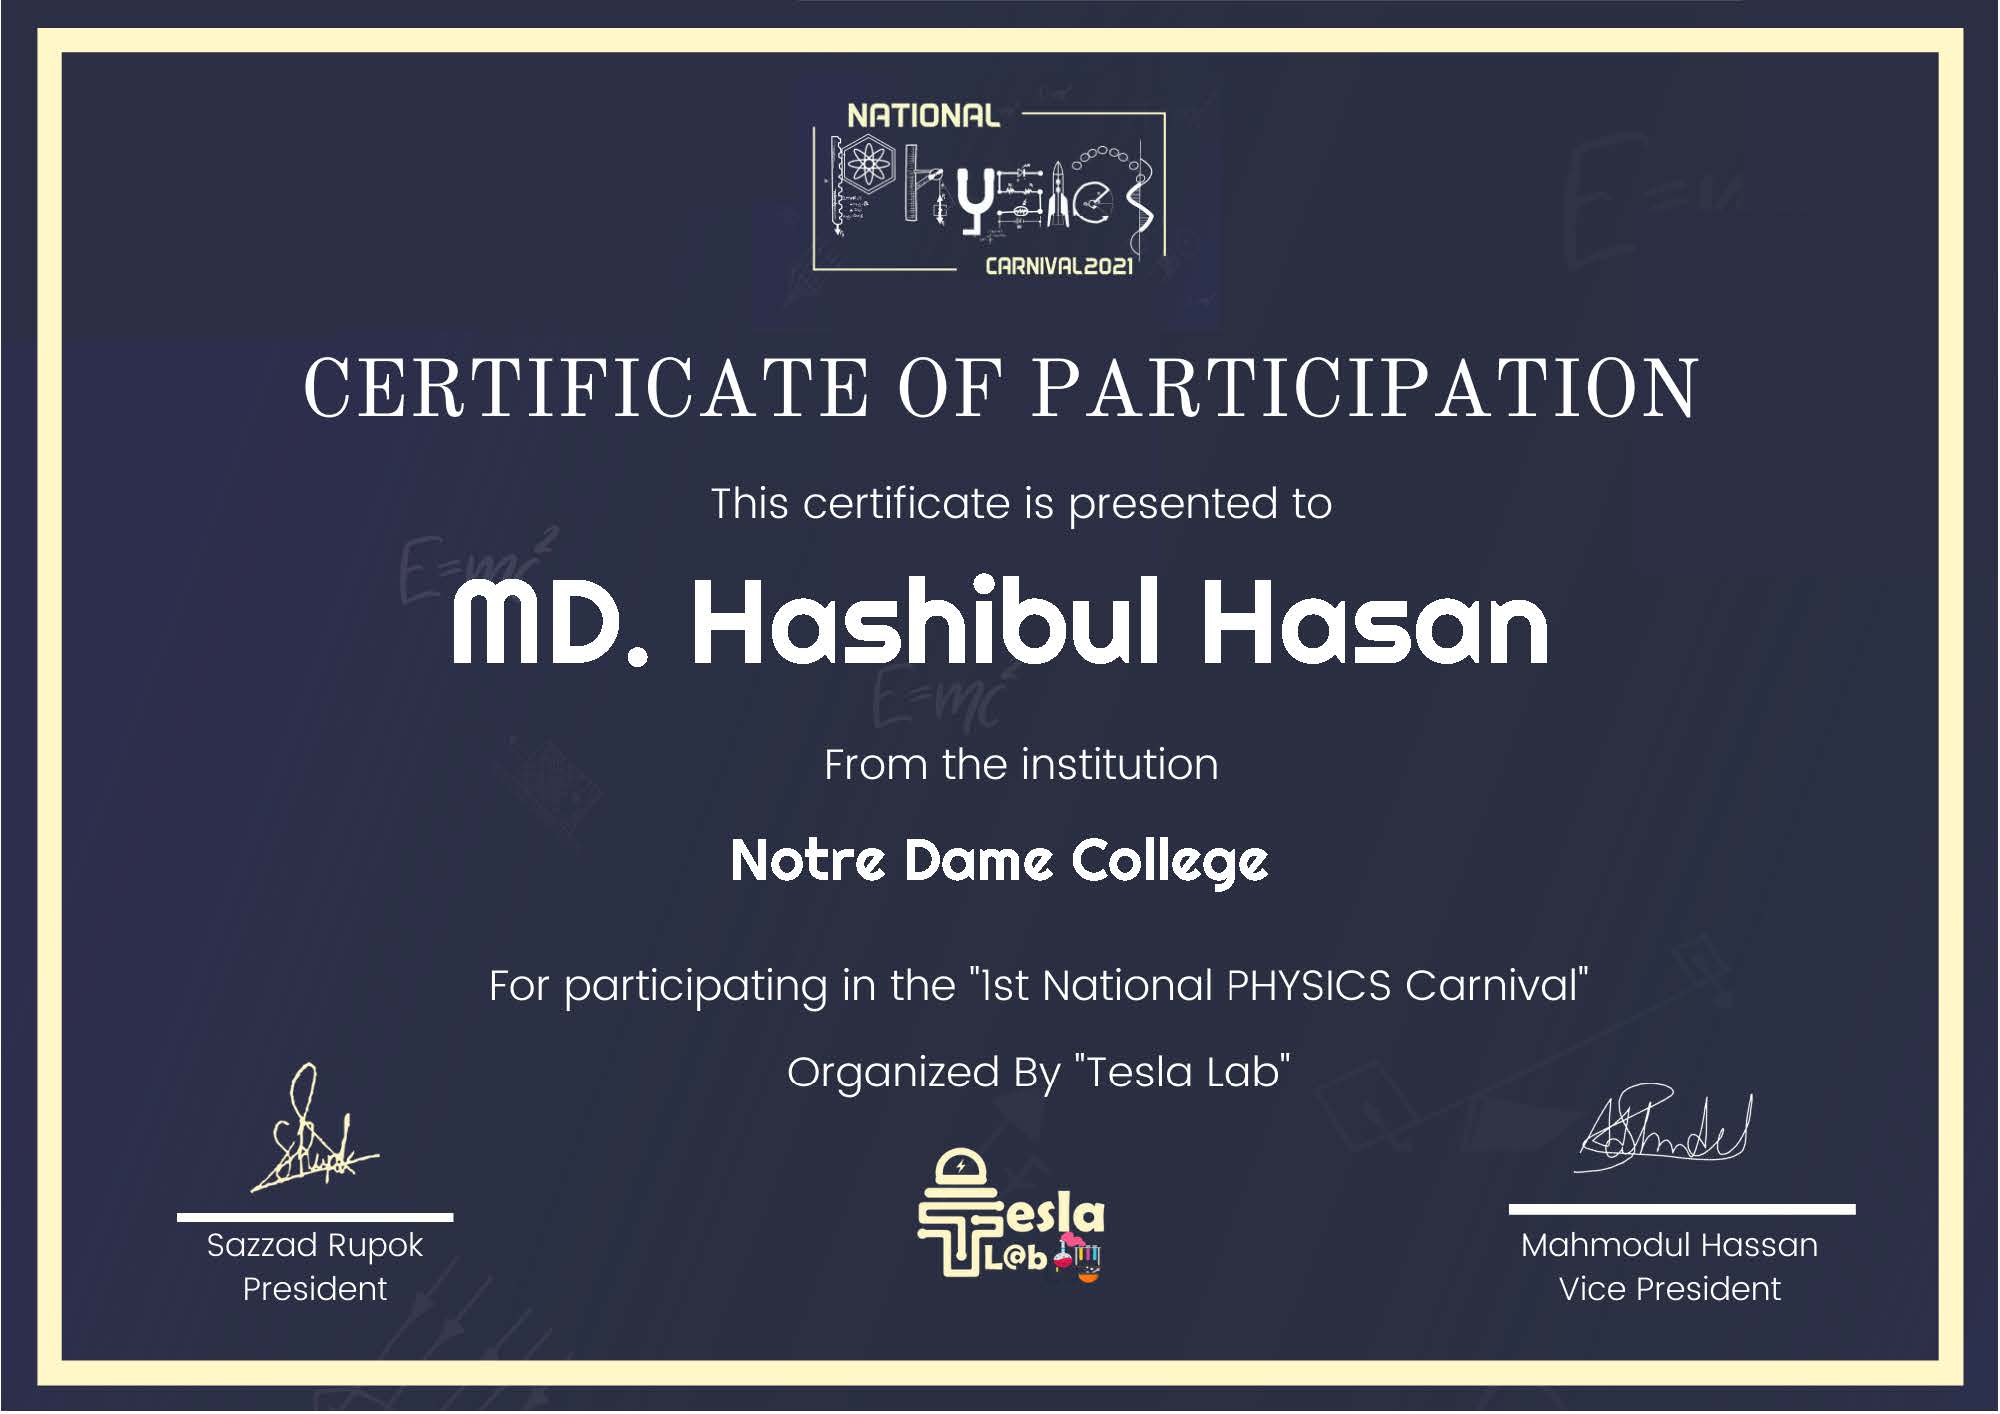 NATIONAL
Physics
CARNIVAL2021
CERTIFICATE OF PARTICIPATION
This certificate is presented to
E=mc²
MD. Hashibul Hasan
E=mc²
From the institution
Notre Dame College
For participating in the "1st National PHYSICS Carnival"
Organized By "Tesla Lab"
Tesla
L@b
Sazzad Rupok
President
Mahmodul Hassan
Vice President